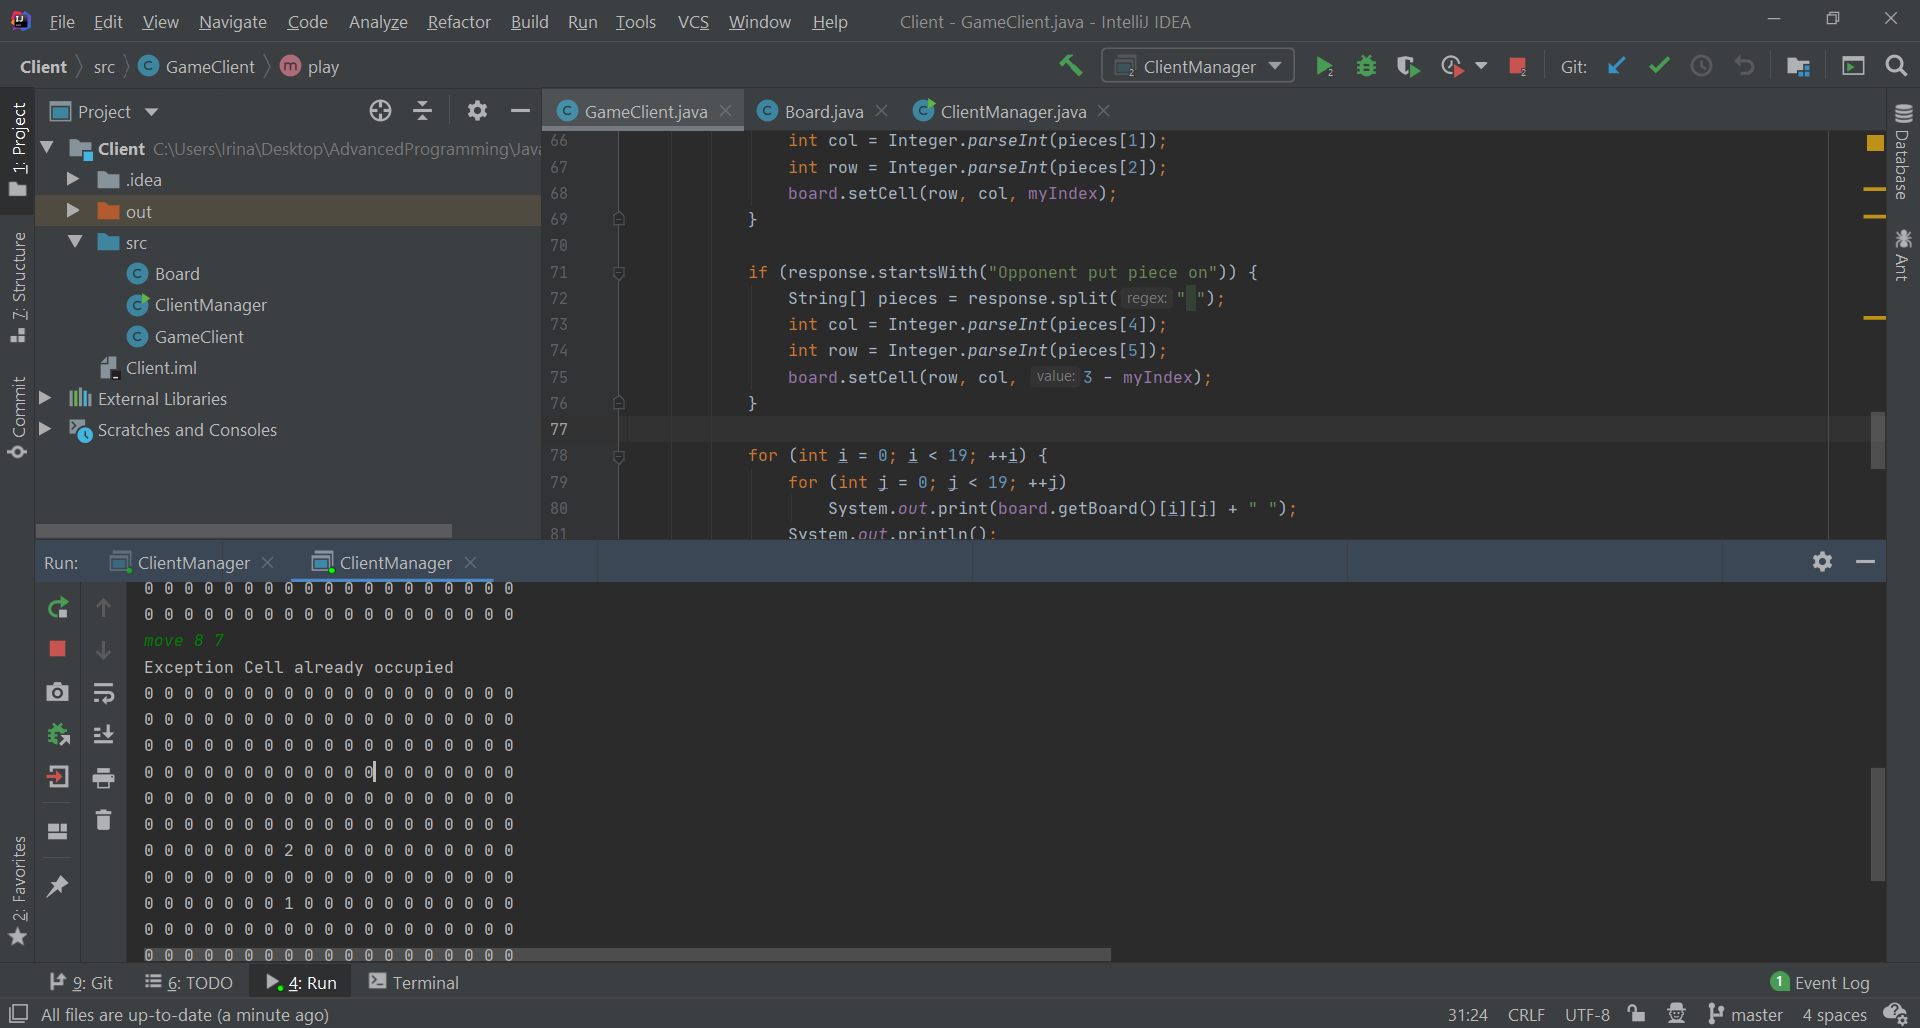 File Edit View Navigate Code Analyze Refactor Build Run Tools VCS Window Help Client - GameClient.java - IntelliJ IDEA
Client src GameClient play ClientManager Git:
1: Project
7: Structure
Commit
2: Favorites
Project
Client C:\Users\Irina\Desktop\AdvancedProgramming\Java
.idea
out
src
Board
ClientManager
GameClient
Client.iml
External Libraries
Scratches and Consoles
GameClient.java Board.java ClientManager.java
66 int col = Integer.parseInt(pieces[1]);
67 int row = Integer.parseInt(pieces[2]);
68 board.setCell(row, col, myIndex);
69 }
70
71 if (response.startsWith("Opponent put piece on")) {
72 String[] pieces = response.split( regex: " ");
73 int col = Integer.parseInt(pieces[4]);
74 int row = Integer.parseInt(pieces[5]);
75 board.setCell(row, col, value: 3 - myIndex);
76 }
77
78 for (int i = 0; i < 19; ++i) {
79 for (int j = 0; j < 19; ++j)
80 System.out.print(board.getBoard()[i][j] + " ");
81 System.out.println();
Database
Ant
Run: ClientManager ClientManager
0 0 0 0 0 0 0 0 0 0 0 0 0 0 0 0 0 0 0
0 0 0 0 0 0 0 0 0 0 0 0 0 0 0 0 0 0 0
move 8 7
Exception Cell already occupied
0 0 0 0 0 0 0 0 0 0 0 0 0 0 0 0 0 0 0
0 0 0 0 0 0 0 0 0 0 0 0 0 0 0 0 0 0 0
0 0 0 0 0 0 0 0 0 0 0 0 0 0 0 0 0 0 0
0 0 0 0 0 0 0 0 0 0 0 0 0 0 0 0 0 0 0
0 0 0 0 0 0 0 0 0 0 0 0 0 0 0 0 0 0 0
0 0 0 0 0 0 0 0 0 0 0 0 0 0 0 0 0 0 0
0 0 0 0 0 0 0 2 0 0 0 0 0 0 0 0 0 0 0
0 0 0 0 0 0 0 0 0 0 0 0 0 0 0 0 0 0 0
0 0 0 0 0 0 0 1 0 0 0 0 0 0 0 0 0 0 0
0 0 0 0 0 0 0 0 0 0 0 0 0 0 0 0 0 0 0
0 0 0 0 0 0 0 0 0 0 0 0 0 0 0 0 0 0 0
9: Git 6: TODO 4: Run Terminal 1 Event Log
All files are up-to-date (a minute ago) 31:24 CRLF UTF-8 master 4 spaces